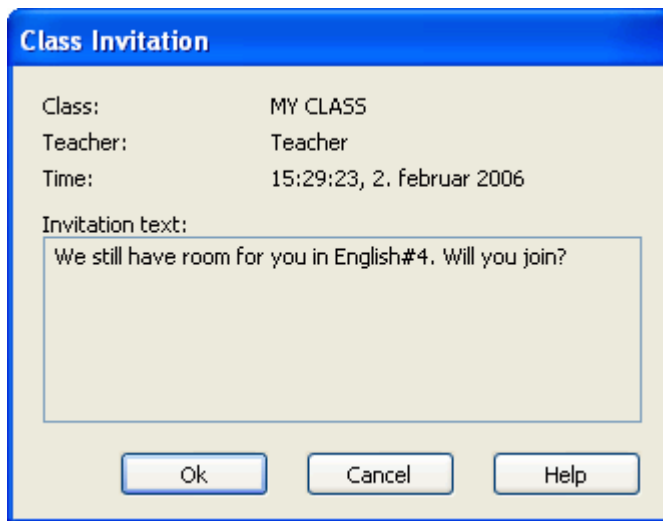 Class Invitation
Class: MY CLASS
Teacher: Teacher
Time: 15:29:23, 2. februar 2006
Invitation text:
We still have room for you in English#4. Will you join?
Ok Cancel Help